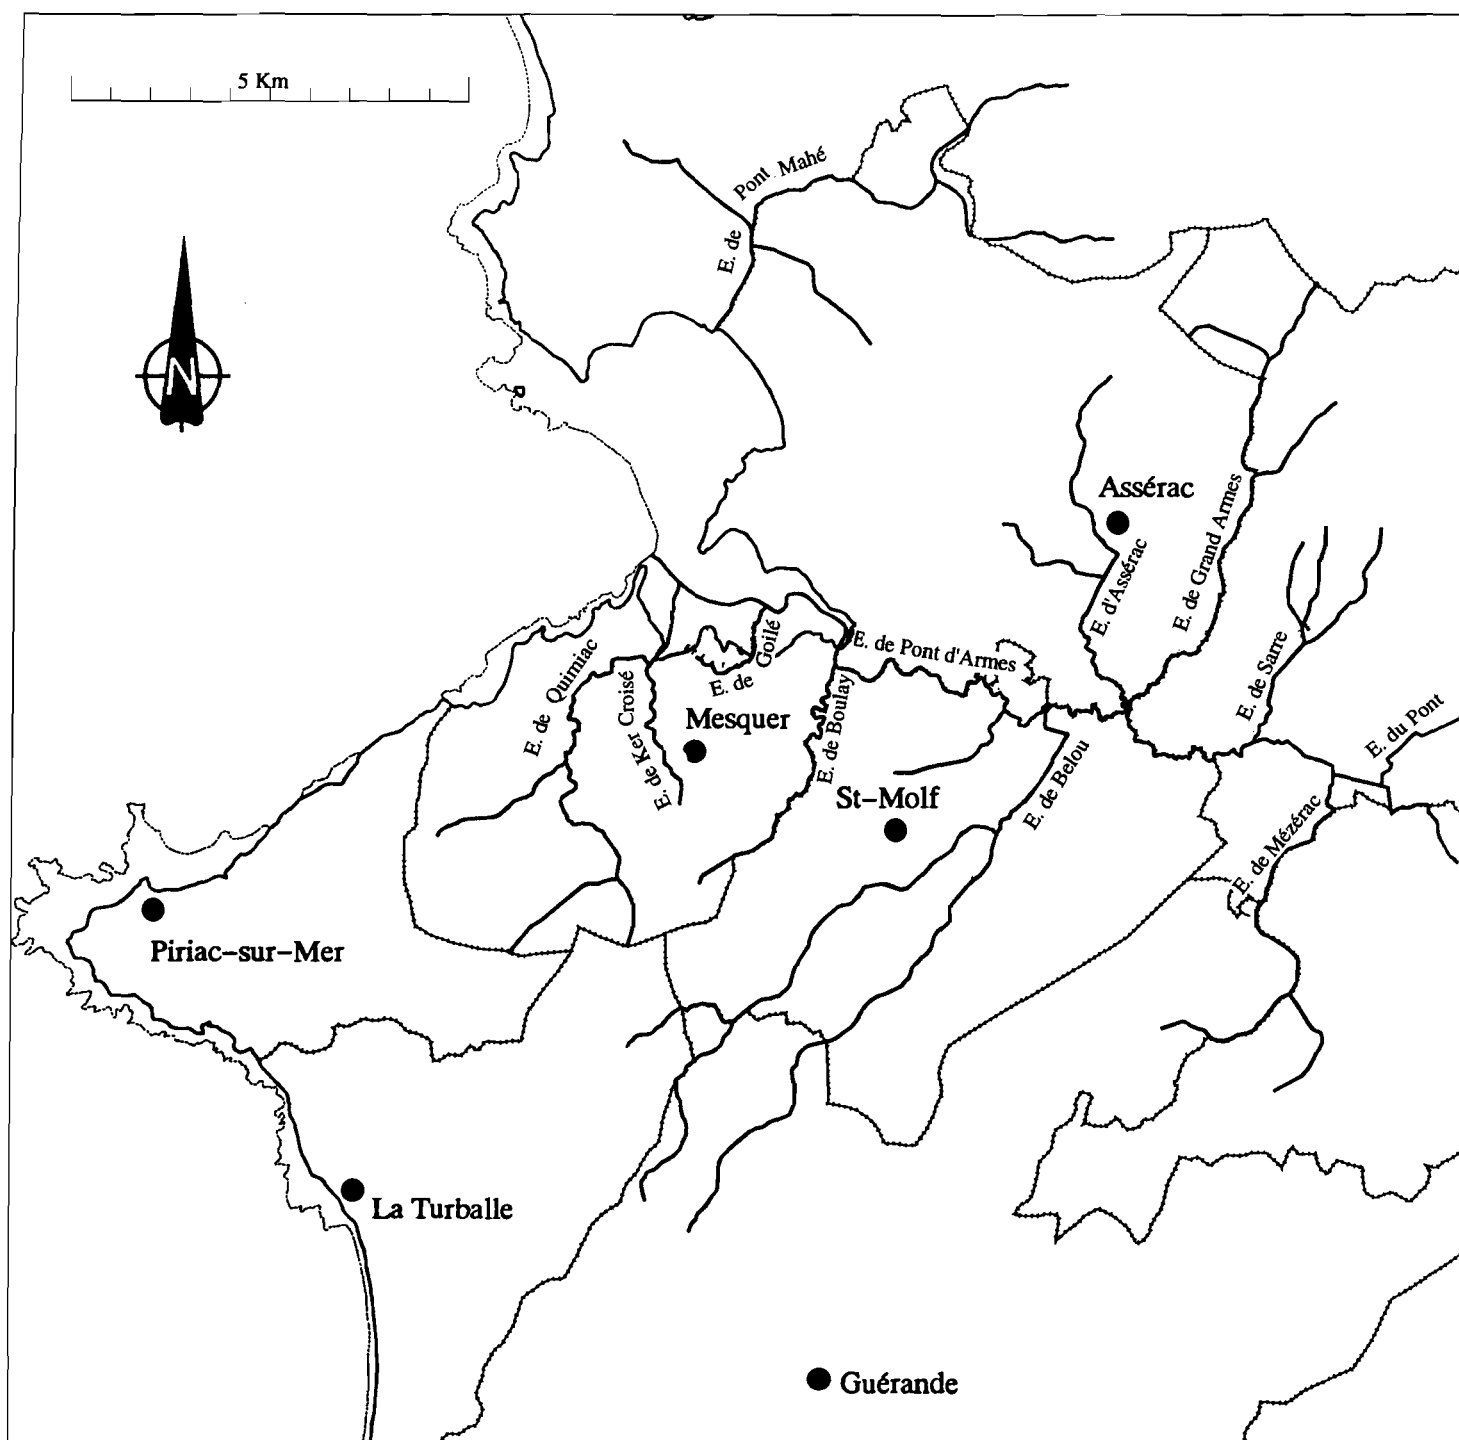 5 Km
Pont Mahé
E. de
N
Assérac
E. de Grand Armes
E. d'Assérac
E. de Goilé
E. de Pont d'Armes
E. de Quimiac
E. de Sarre
E. de Ker Croisé
Mesquer
E. de Boulay
E. du Pont
E. de Belou
St-Molf
E. de Mézérac
Piriac-sur-Mer
La Turballe
Guérande